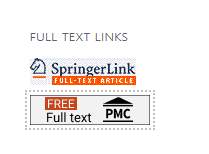 FULL TEXT LINKS
SpringerLink
FULL-TEXT ARTICLE
FREE
Full text
PMC